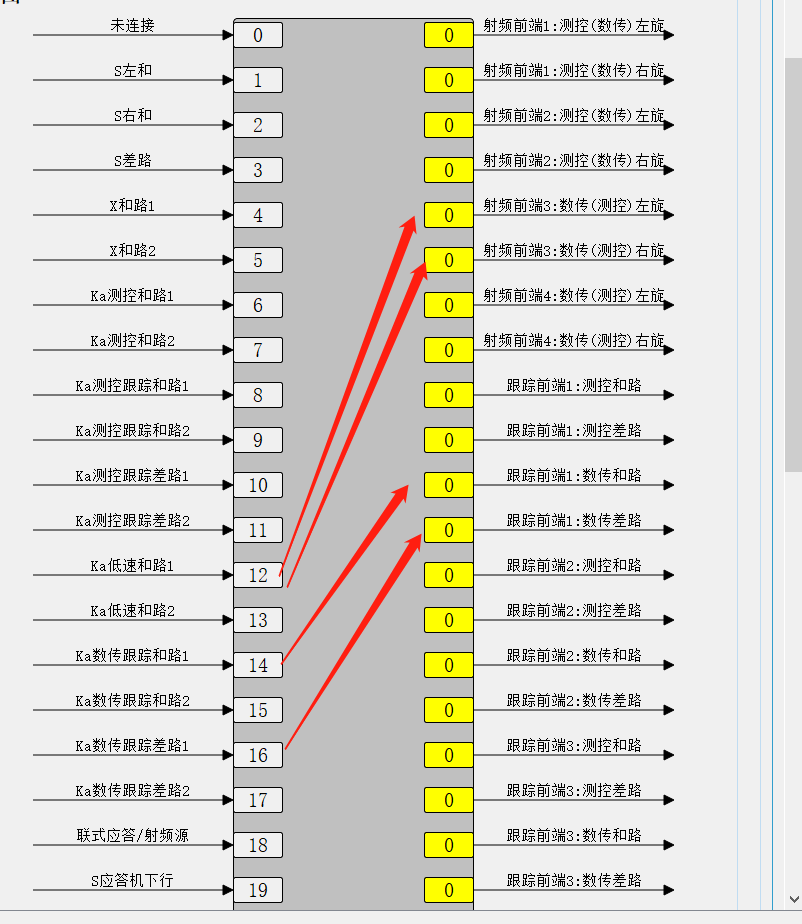 未连接 0 0 射频前端1:测控(数传)左旋
S左和 1 0 射频前端1:测控(数传)右旋
S右和 2 0 射频前端2:测控(数传)左旋
S差路 3 0 射频前端2:测控(数传)右旋
X和路1 4 0 射频前端3:数传(测控)左旋
X和路2 5 0 射频前端3:数传(测控)右旋
Ka测控和路1 6 0 射频前端4:数传(测控)左旋
Ka测控和路2 7 0 射频前端4:数传(测控)右旋
Ka测控跟踪和路1 8 0 跟踪前端1:测控和路
Ka测控跟踪和路2 9 0 跟踪前端1:测控差路
Ka测控跟踪差路1 10 0 跟踪前端1:数传和路
Ka测控跟踪差路2 11 0 跟踪前端1:数传差路
Ka低速和路1 12 0 跟踪前端2:测控和路
Ka低速和路2 13 0 跟踪前端2:测控差路
Ka数传跟踪和路1 14 0 跟踪前端2:数传和路
Ka数传跟踪和路2 15 0 跟踪前端2:数传差路
Ka数传跟踪差路1 16 0 跟踪前端3:测控和路
Ka数传跟踪差路2 17 0 跟踪前端3:测控差路
联式应答/射频源 18 0 跟踪前端3:数传和路
S应答机下行 19 0 跟踪前端3:数传差路